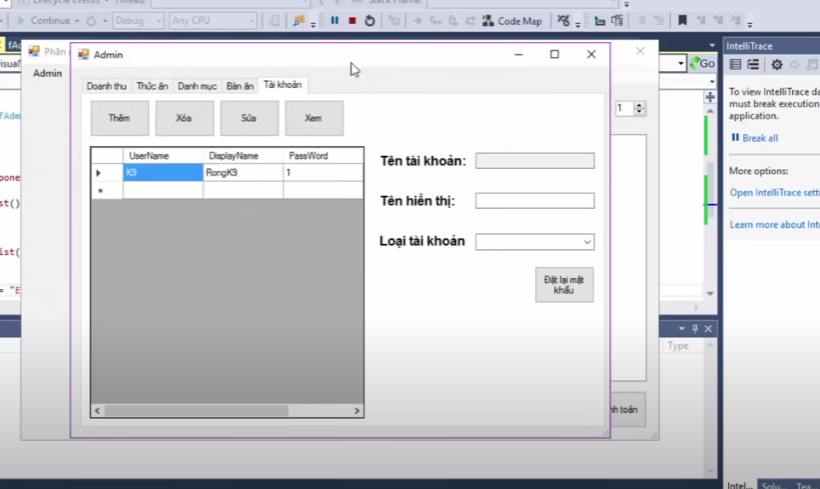 Lifecycle Events
Thread:
Stack Frame:
Continue
Debug
Any CPU
Code Map
Phần
Admin
Admin
Doanh thu Thức ăn Danh mục Bàn ăn Tài khoản
Thêm Xóa Sửa Xem
UserName DisplayName PassWord
K9 RongK9 1
Tên tài khoản:
Tên hiển thị:
Loại tài khoản
Đặt lại mật
khẩu
1
st()
ist(
= "E
nh toán
Type
IntelliTrace
Go
To view IntelliTrace da
must break execution
application.
Break all
More options:
Open IntelliTrace setti
Learn more about Inte
Intel... Solu... Tea...